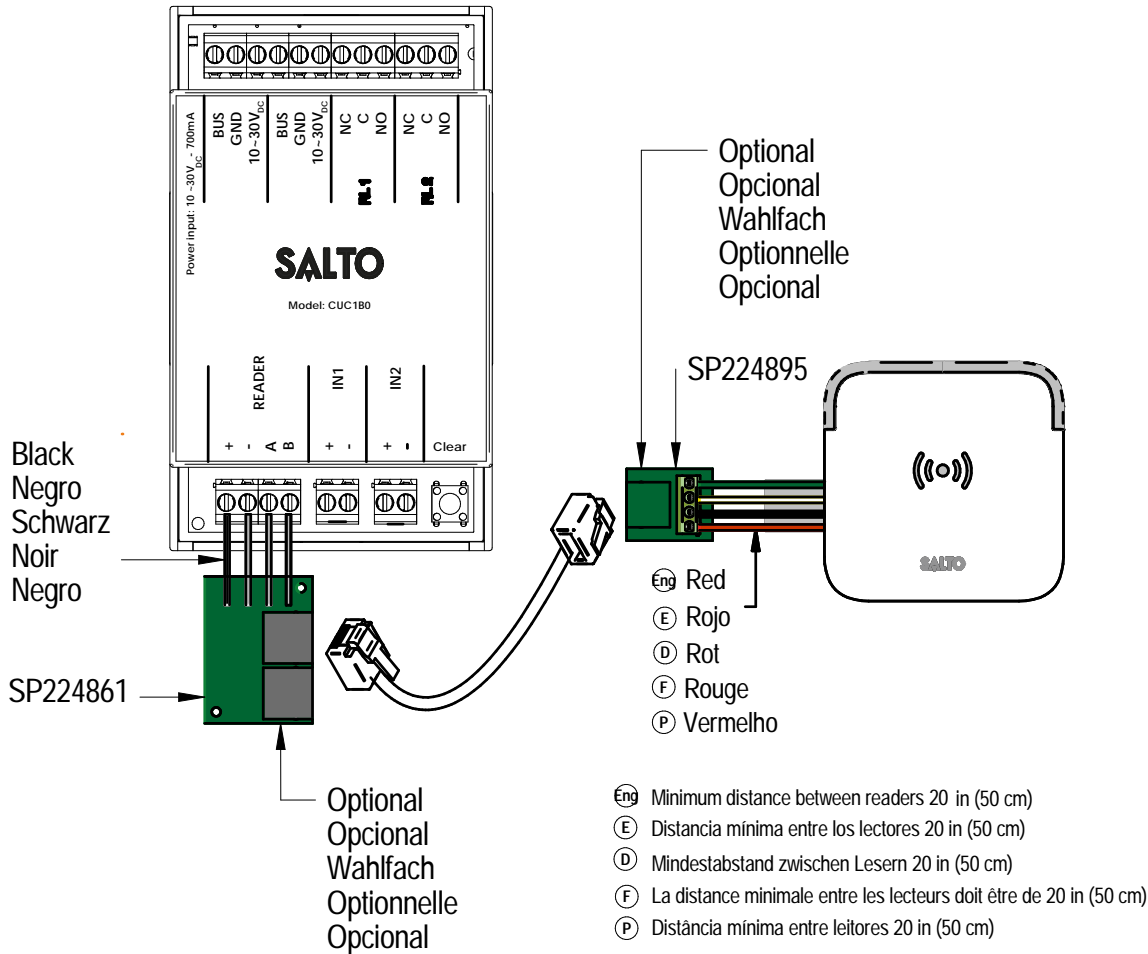 Power input: 10 ~30V DC - 700mA
BUS
GND
10~30V DC
BUS
GND
10~30V DC
NC
C
NO
NC
C
NO
RL 1
RL 2
SALTO
Model: CUC1B0
READER
IN1
IN2
+
-
A
B
+
-
+
-
Clear
Black
Negro
Schwarz
Noir
Negro
SP224861
Optional
Opcional
Wahlfach
Optionnelle
Opcional
SP224895
SALTO
Eng Red
E Rojo
D Rot
F Rouge
P Vermelho
Optional
Opcional
Wahlfach
Optionnelle
Opcional
Eng Minimum distance between readers 20 in (50 cm)
E Distancia mínima entre los lectores 20 in (50 cm)
D Mindestabstand zwischen Lesern 20 in (50 cm)
F La distance minimale entre les lecteurs doit être de 20 in (50 cm)
P Distância mínima entre leitores 20 in (50 cm)